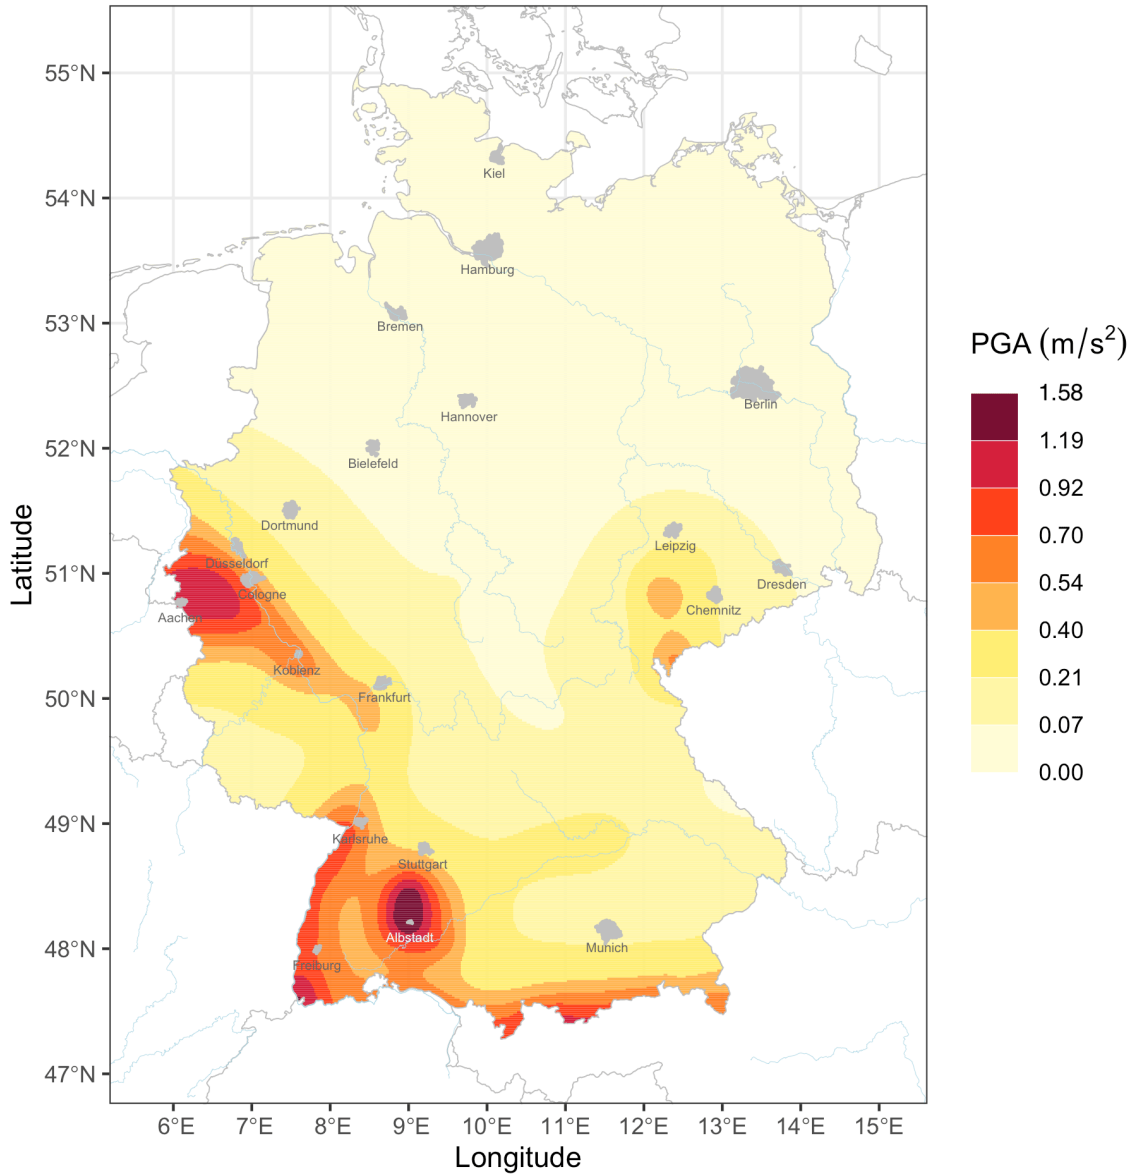 55°N
54°N
53°N
52°N
51°N
50°N
49°N
48°N
47°N
Latitude
Kiel
Hamburg
Bremen
Berlin
Hannover
Bielefeld
Dortmund
Leipzig
Düsseldorf
Dresden
Cologne
Chemnitz
Aachen
Koblenz
Frankfurt
Karlsruhe
Stuttgart
Albstadt
Munich
Freiburg
6°E 7°E 8°E 9°E 10°E 11°E 12°E 13°E 14°E 15°E
Longitude
PGA (m/s²)
1.58
1.19
0.92
0.70
0.54
0.40
0.21
0.07
0.00